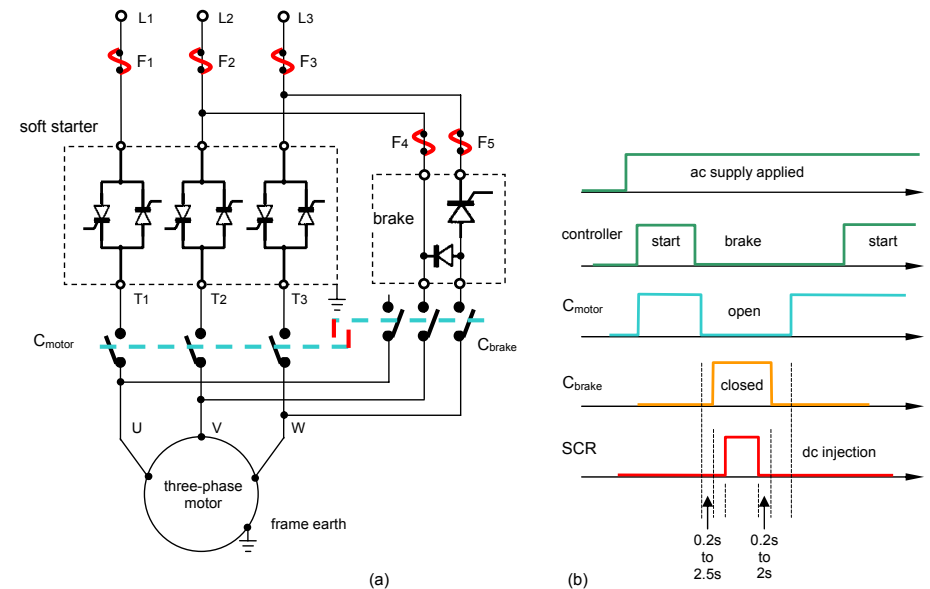 L1
L2
L3
F1
F2
F3
soft starter
F4
F5
brake
T1
T2
T3
Cmotor
Cbrake
U
V
W
three-phase
motor
frame earth
(a)
ac supply applied
controller
start
brake
start
Cmotor
open
Cbrake
closed
SCR
dc injection
0.2s
to
2.5s
0.2s
to
2s
(b)